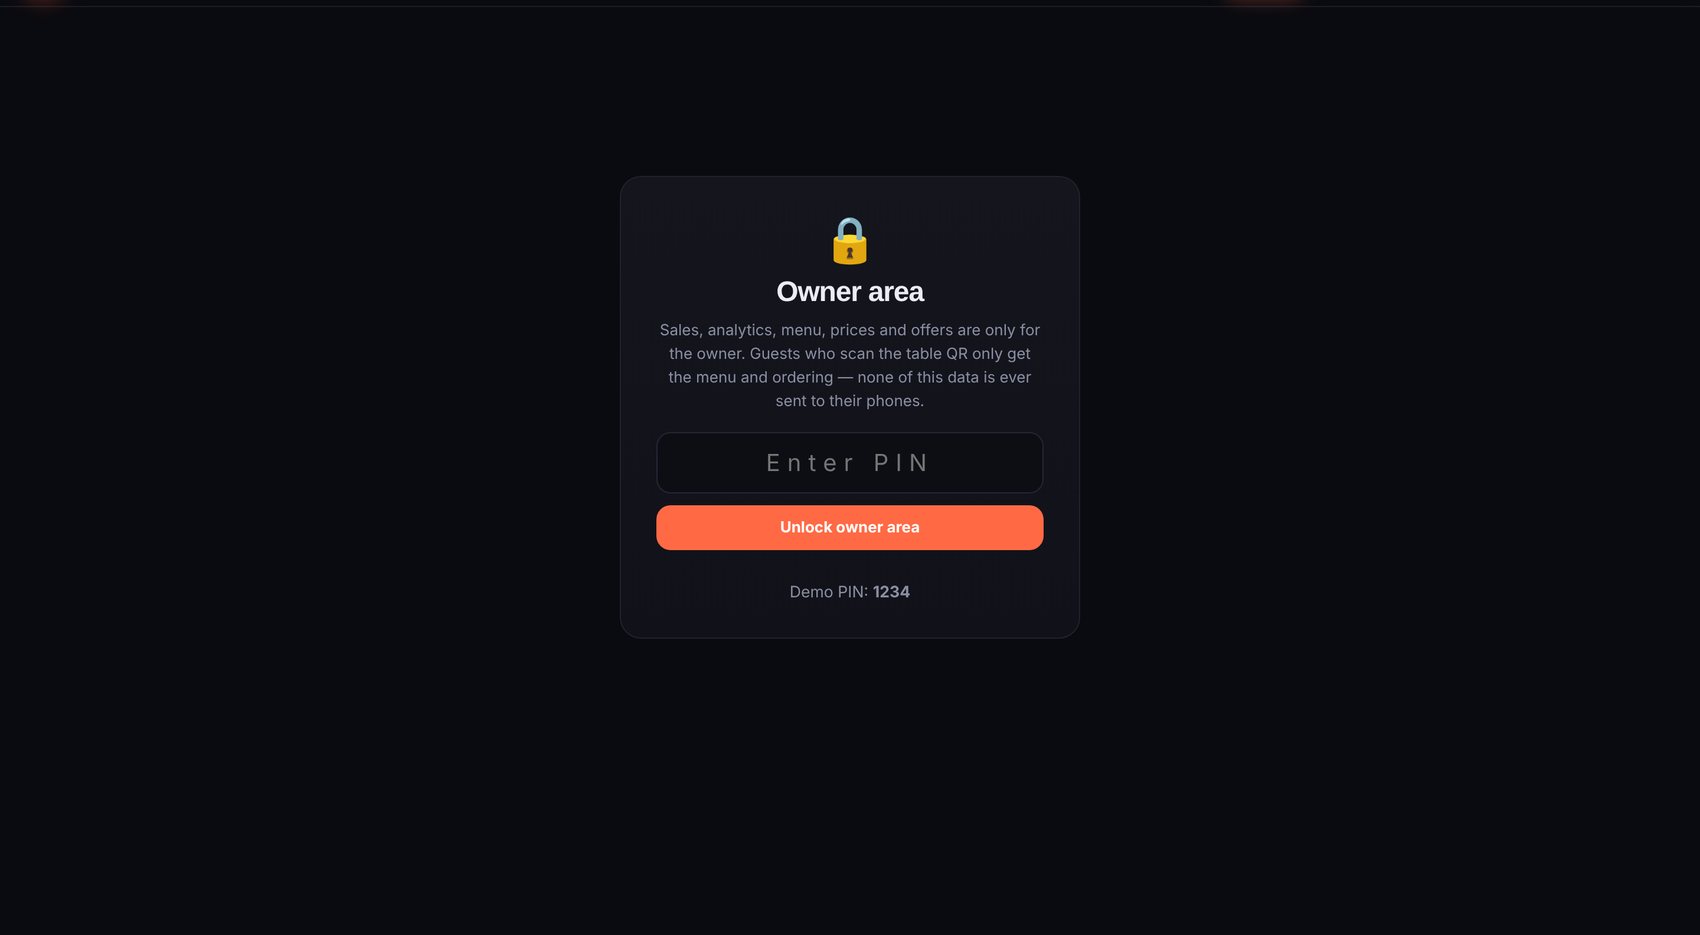 Owner area
Sales, analytics, menu, prices and offers are only for
the owner. Guests who scan the table QR only get
the menu and ordering — none of this data is ever
sent to their phones.
Enter PIN
Unlock owner area
Demo PIN: 1234